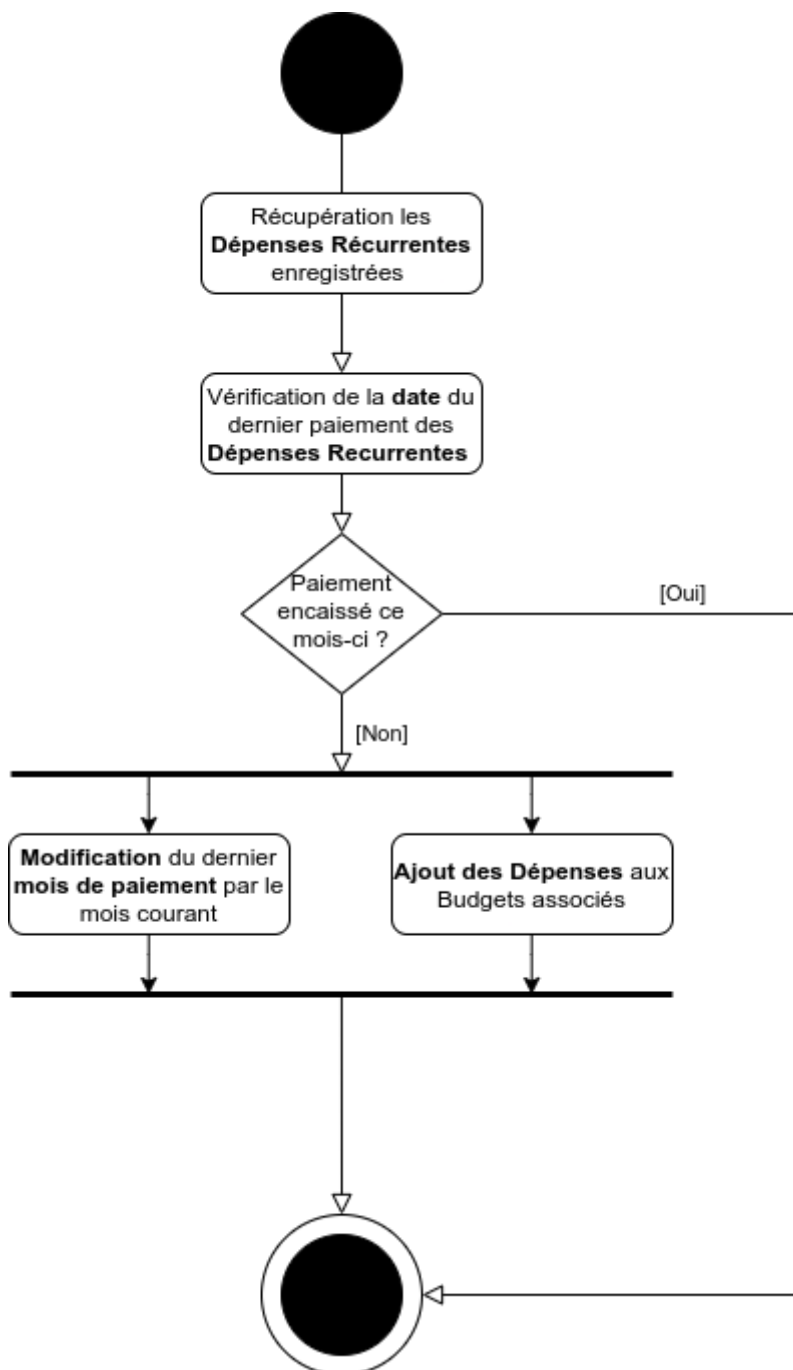 Récupération les
Dépenses Récurrentes
enregistrées
Vérification de la date du
dernier paiement des
Dépenses Recurrentes
Paiement
encaissé ce
mois-ci ?
[Oui]
[Non]
Modification du dernier
mois de paiement par le
mois courant
Ajout des Dépenses aux
Budgets associés